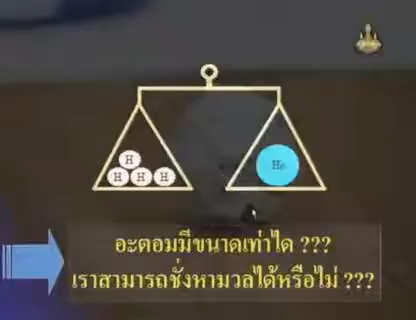 H
H H H
He
อะตอมมีขนาดเท่าใด ???
เราสามารถชั่งหามวลได้หรือไม่ ???